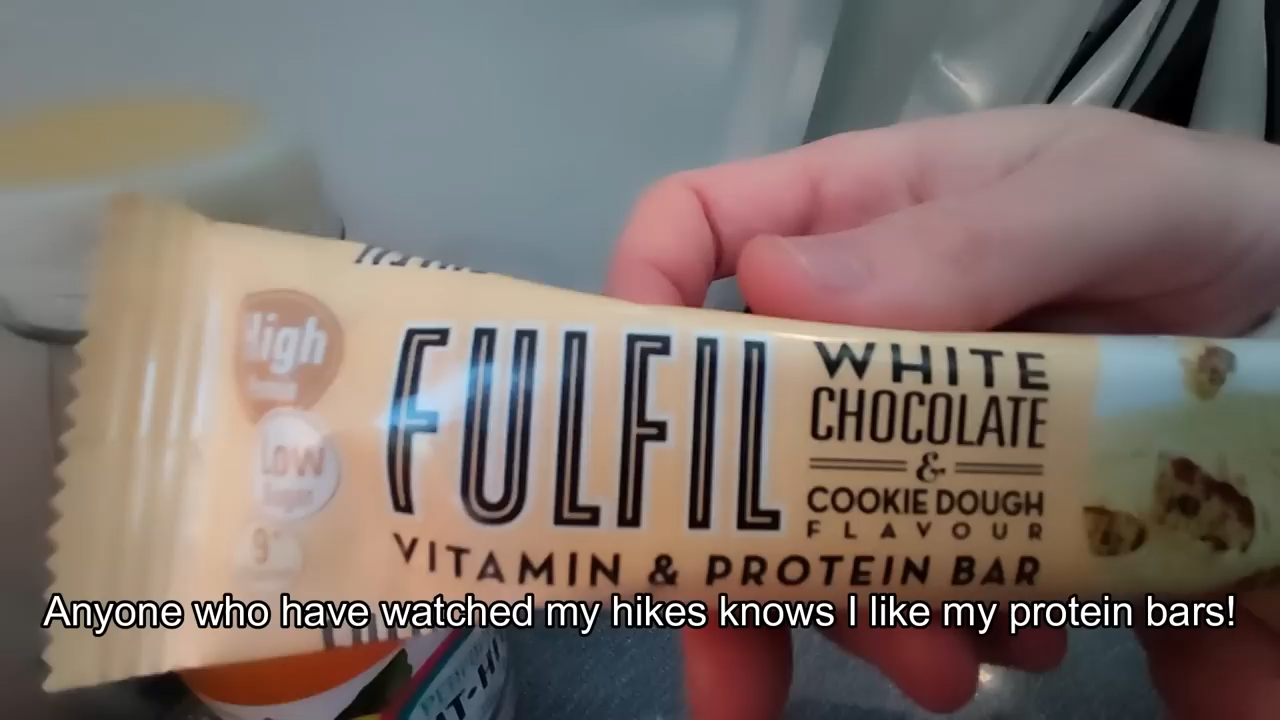 High
LOW
FULFIL
WHITE
CHOCOLATE
&
COOKIE DOUGH
FLAVOUR
VITAMIN & PROTEIN BAR
Anyone who have watched my hikes knows I like my protein bars!